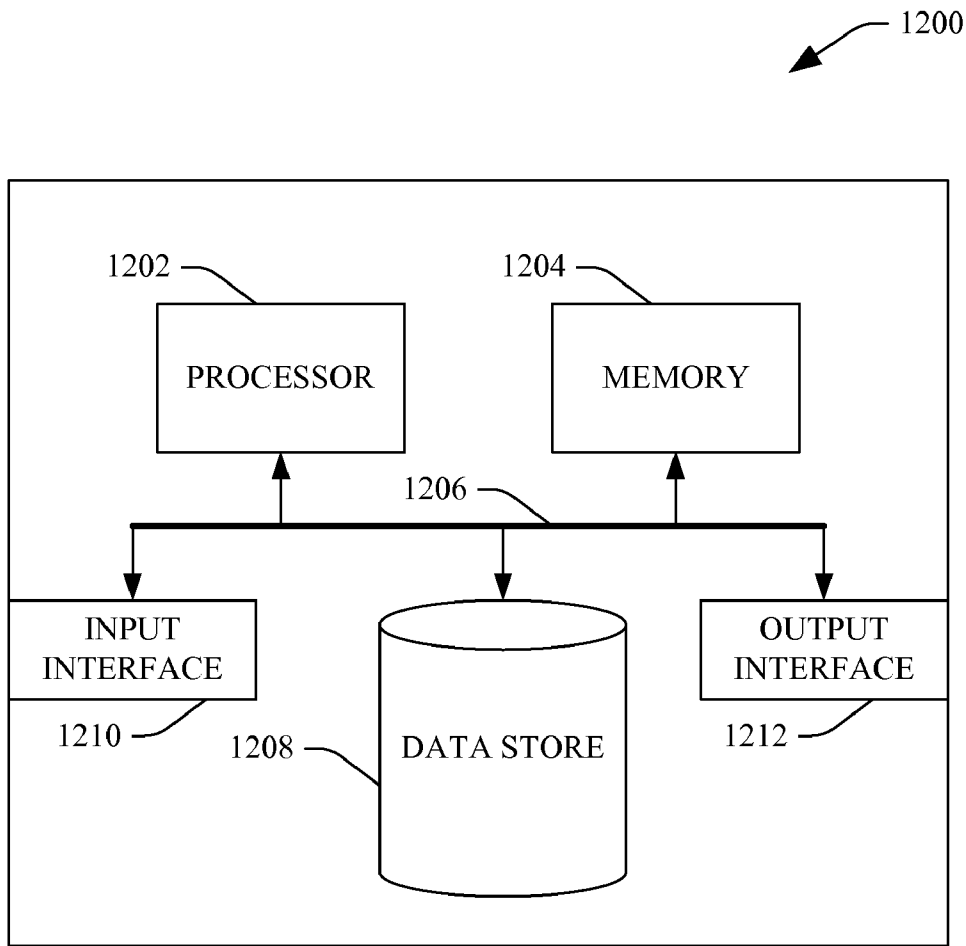 1200
1202
1204
PROCESSOR
MEMORY
1206
INPUT
INTERFACE
OUTPUT
INTERFACE
1210
1208
DATA STORE
1212